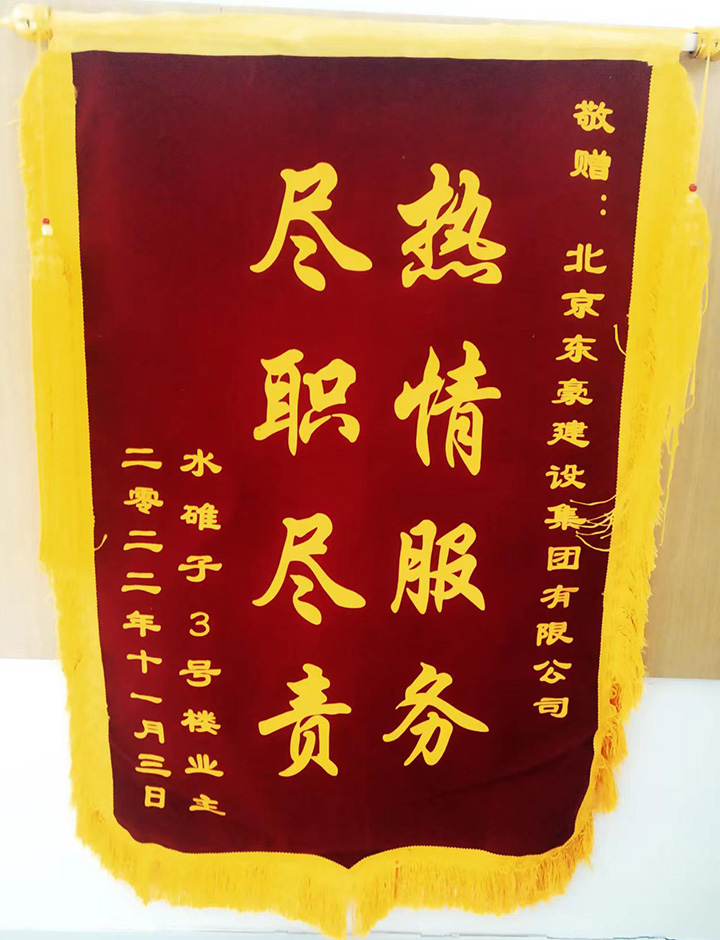 敬赠：北京东豪建设集团有限公司
热情服务
尽职尽责
水碓子3号楼业主
二零二二年十一月三日